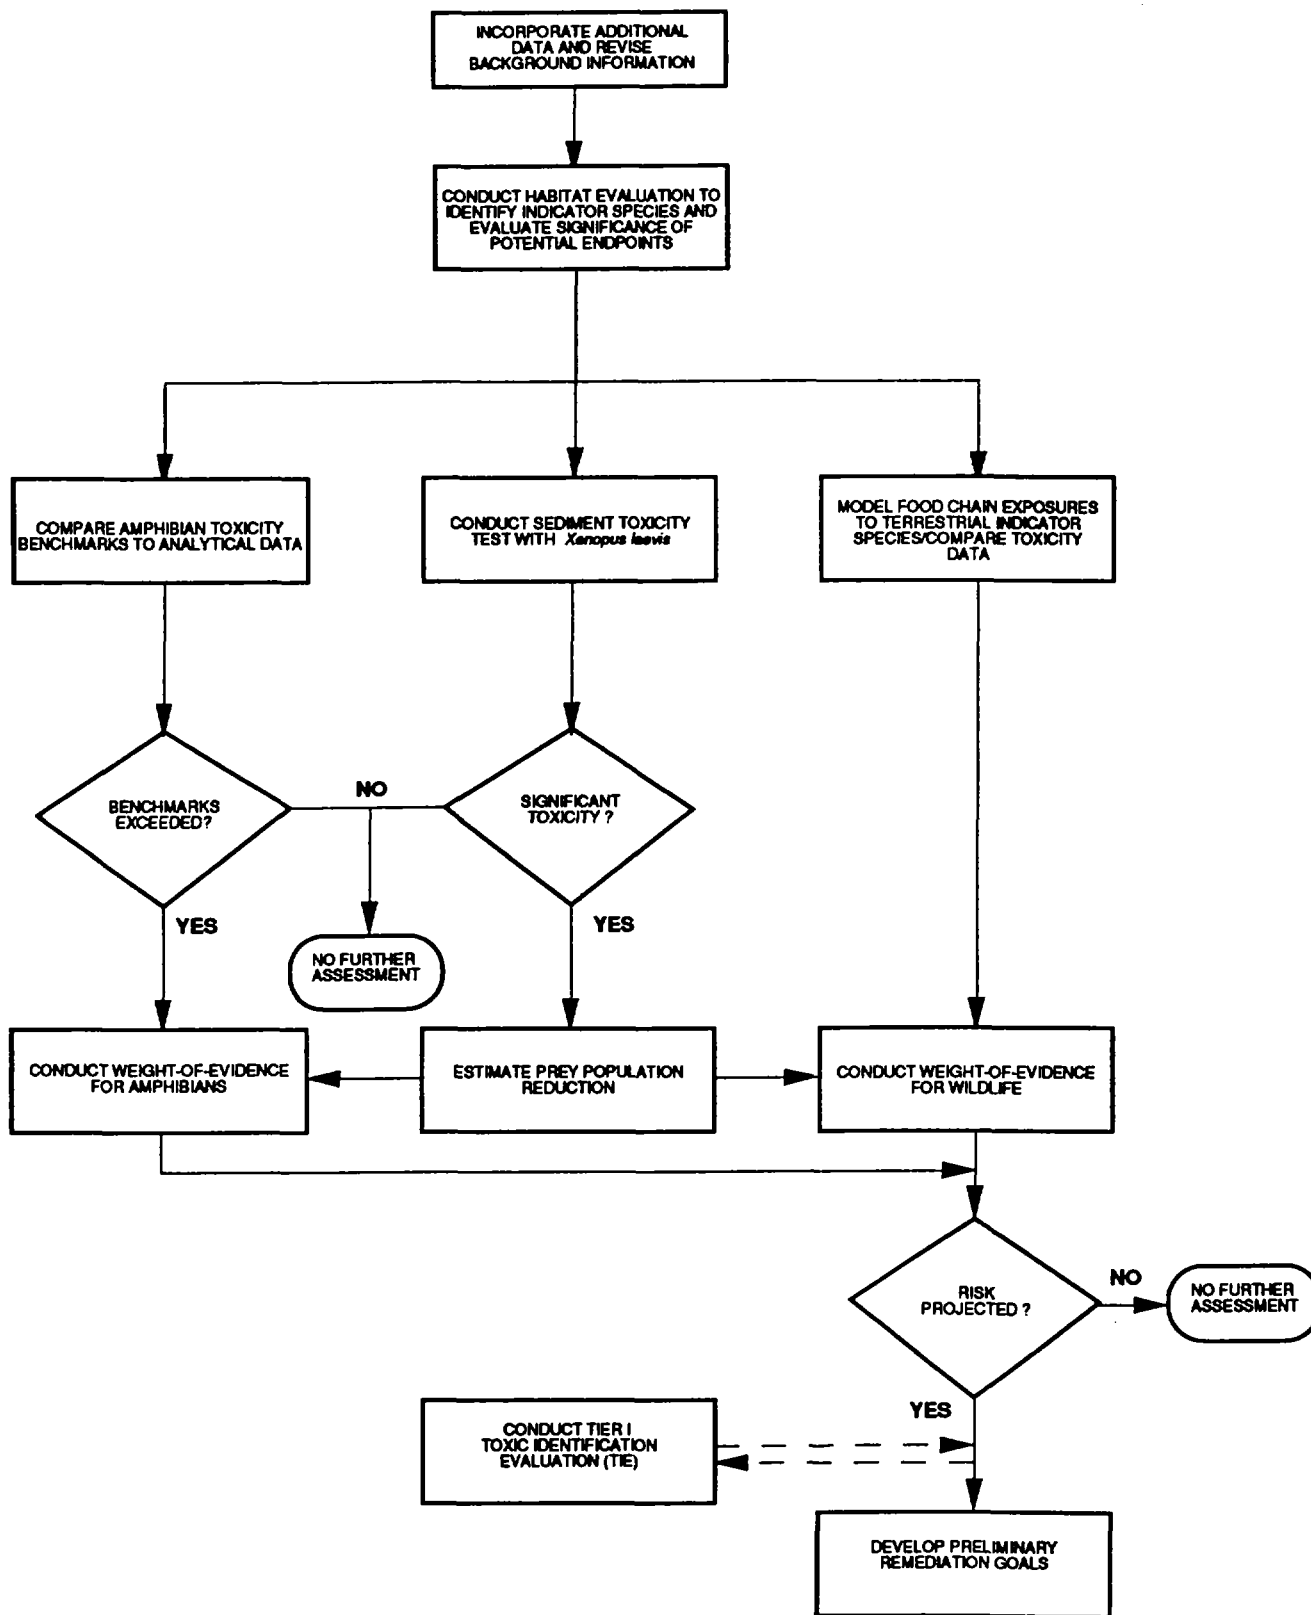 INCORPORATE ADDITIONAL
DATA AND REVISE
BACKGROUND INFORMATION
CONDUCT HABITAT EVALUATION TO
IDENTIFY INDICATOR SPECIES AND
EVALUATE SIGNIFICANCE OF
POTENTIAL ENDPOINTS
COMPARE AMPHIBIAN TOXICITY
BENCHMARKS TO ANALYTICAL DATA
CONDUCT SEDIMENT TOXICITY
TEST WITH Xenopus laevis
MODEL FOOD CHAIN EXPOSURES
TO TERRESTRIAL INDICATOR
SPECIES/COMPARE TOXICITY
DATA
BENCHMARKS
EXCEEDED?
NO
SIGNIFICANT
TOXICITY ?
YES
YES
NO FURTHER
ASSESSMENT
CONDUCT WEIGHT-OF-EVIDENCE
FOR AMPHIBIANS
ESTIMATE PREY POPULATION
REDUCTION
CONDUCT WEIGHT-OF-EVIDENCE
FOR WILDLIFE
RISK
PROJECTED ?
NO
NO FURTHER
ASSESSMENT
YES
CONDUCT TIER I
TOXIC IDENTIFICATION
EVALUATION (TIE)
DEVELOP PRELIMINARY
REMEDIATION GOALS